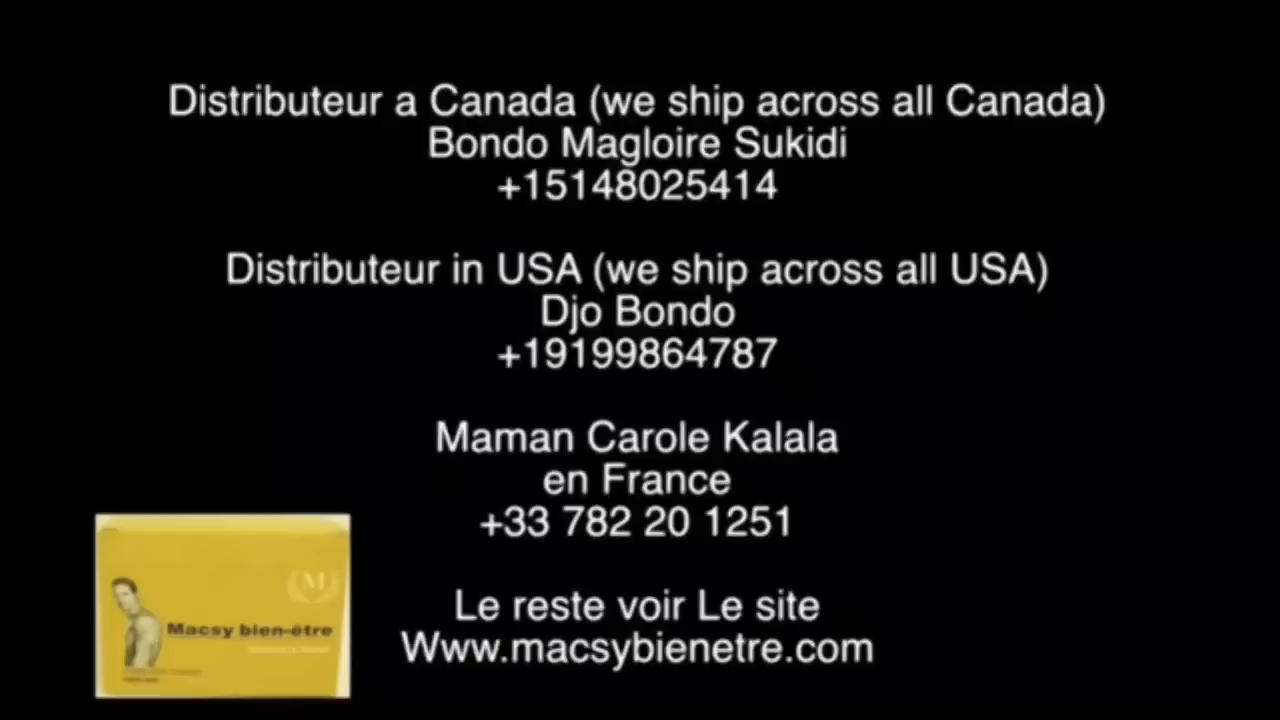 Distributeur a Canada (we ship across all Canada)
Bondo Magloire Sukidi
+15148025414
Distributeur in USA (we ship across all USA)
Djo Bondo
+19199864787
Maman Carole Kalala
en France
+33 782 20 1251
Le reste voir Le site
Www.macsybienetre.com
M
Macsy bien-être